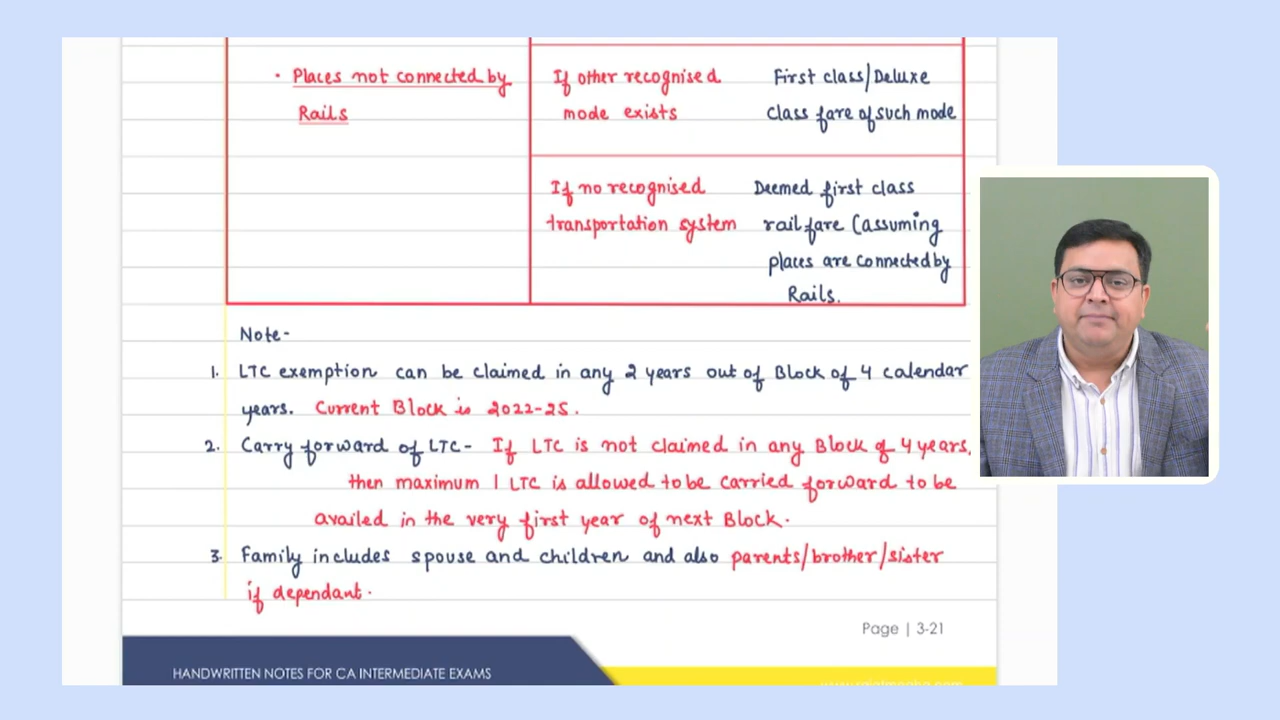 · Places not connected by
Rails
If other recognised
mode exists
First class/Deluxe
class fare of such mode
If no recognised
transportation system
Deemed first class
rail fare (assuming
places are connected by
Rails.
Note-
1. LTC exemption can be claimed in any 2 years out of Block of 4 calendar
years. Current Block is 2022-25.
2. Carry forward of LTC- If LTC is not claimed in any Block of 4 years,
then maximum 1 LTC is allowed to be carried forward to be
availed in the very first year of next Block.
3. Family includes spouse and children and also parents/brother/sister
if dependant.
Page | 3-21
HANDWRITTEN NOTES FOR CA INTERMEDIATE EXAMS